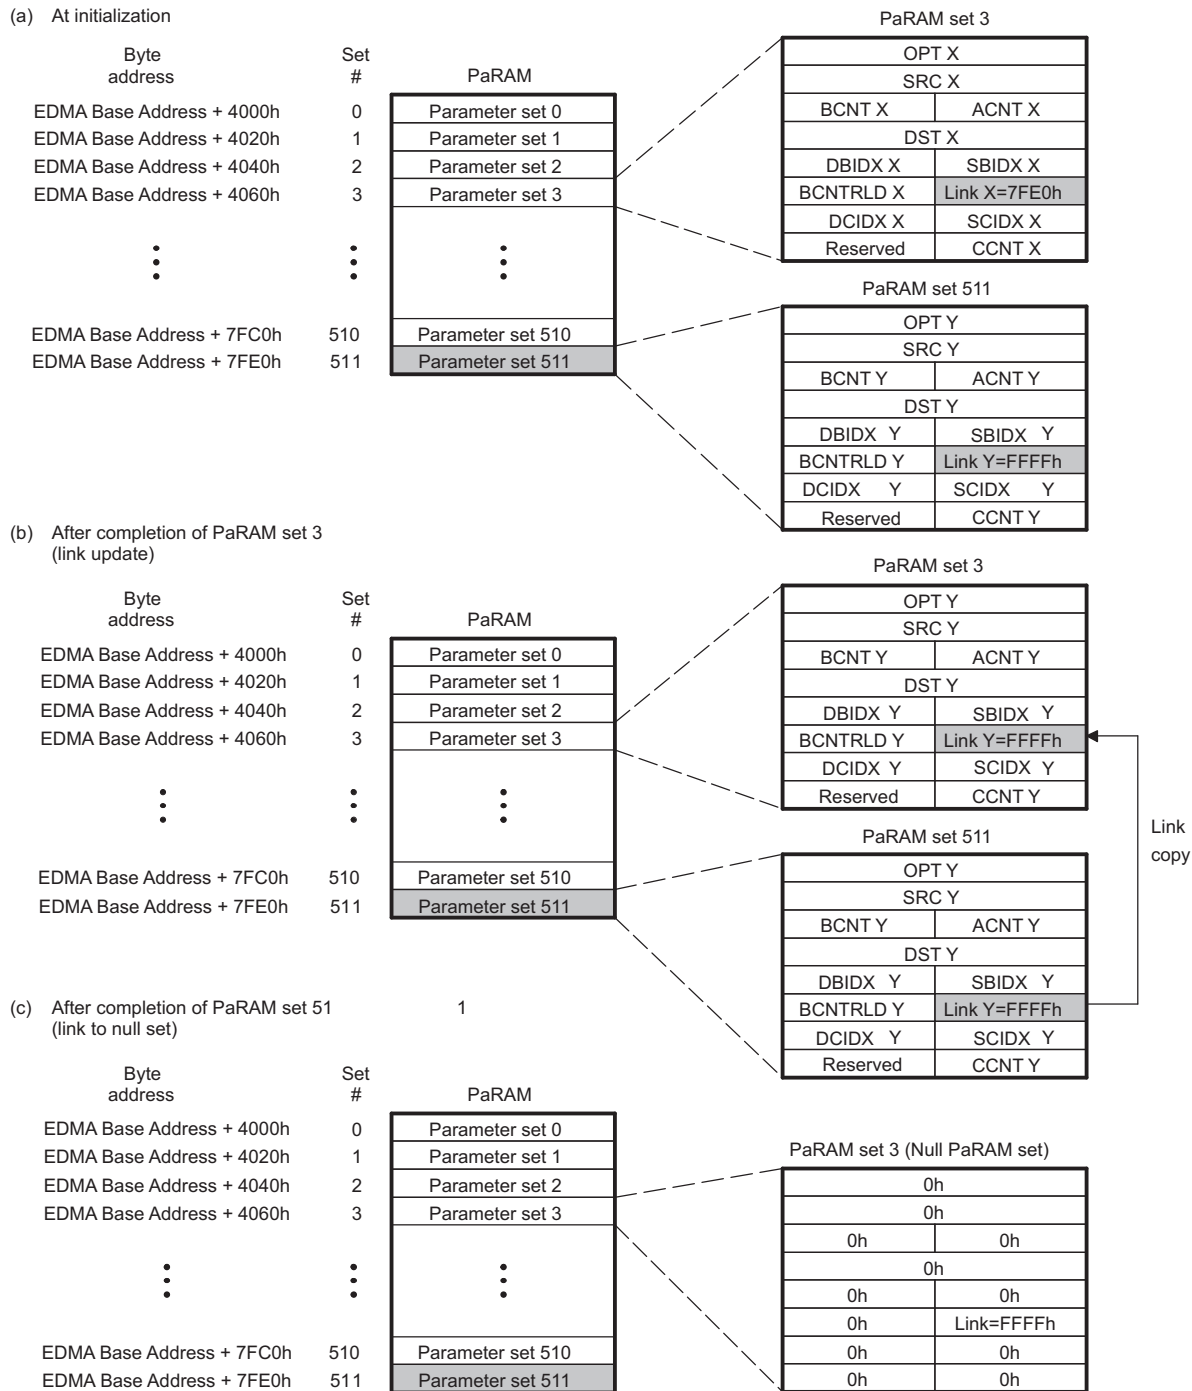 (a) At initialization
Byte address Set # PaRAM
EDMA Base Address + 4000h 0 Parameter set 0
EDMA Base Address + 4020h 1 Parameter set 1
EDMA Base Address + 4040h 2 Parameter set 2
EDMA Base Address + 4060h 3 Parameter set 3
EDMA Base Address + 7FC0h 510 Parameter set 510
EDMA Base Address + 7FE0h 511 Parameter set 511
PaRAM set 3
OPT X
SRC X
BCNT X ACNT X
DST X
DBIDX X SBIDX X
BCNTRLD X Link X=7FE0h
DCIDX X SCIDX X
Reserved CCNT X
PaRAM set 511
OPT Y
SRC Y
BCNT Y ACNT Y
DST Y
DBIDX Y SBIDX Y
BCNTRLD Y Link Y=FFFFh
DCIDX Y SCIDX Y
Reserved CCNT Y
(b) After completion of PaRAM set 3
(link update)
Byte address Set # PaRAM
EDMA Base Address + 4000h 0 Parameter set 0
EDMA Base Address + 4020h 1 Parameter set 1
EDMA Base Address + 4040h 2 Parameter set 2
EDMA Base Address + 4060h 3 Parameter set 3
EDMA Base Address + 7FC0h 510 Parameter set 510
EDMA Base Address + 7FE0h 511 Parameter set 511
PaRAM set 3
OPT Y
SRC Y
BCNT Y ACNT Y
DST Y
DBIDX Y SBIDX Y
BCNTRLD Y Link Y=FFFFh
DCIDX Y SCIDX Y
Reserved CCNT Y
Link
copy
PaRAM set 511
OPT Y
SRC Y
BCNT Y ACNT Y
DST Y
DBIDX Y SBIDX Y
BCNTRLD Y Link Y=FFFFh
DCIDX Y SCIDX Y
Reserved CCNT Y
(c) After completion of PaRAM set 51 1
(link to null set)
Byte address Set # PaRAM
EDMA Base Address + 4000h 0 Parameter set 0
EDMA Base Address + 4020h 1 Parameter set 1
EDMA Base Address + 4040h 2 Parameter set 2
EDMA Base Address + 4060h 3 Parameter set 3
EDMA Base Address + 7FC0h 510 Parameter set 510
EDMA Base Address + 7FE0h 511 Parameter set 511
PaRAM set 3 (Null PaRAM set)
0h
0h
0h 0h
0h
0h 0h
0h Link=FFFFh
0h 0h
0h 0h